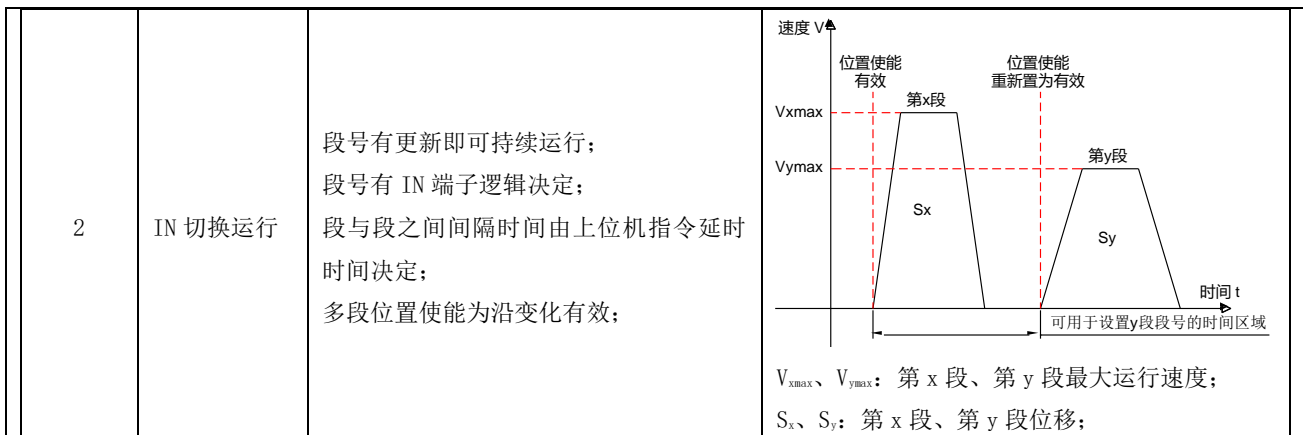 2
IN 切换运行
段号有更新即可持续运行；
段号有 IN 端子逻辑决定；
段与段之间间隔时间由上位机指令延时
时间决定；
多段位置使能为沿变化有效；
速度 V
位置使能
有效
位置使能
重新置为有效
Vxmax
第x段
Vymax
第y段
Sx
Sy
时间 t
可用于设置y段段号的时间区域
Vxmax、Vymax：第 x 段、第 y 段最大运行速度；
Sx、Sy：第 x 段、第 y 段位移；